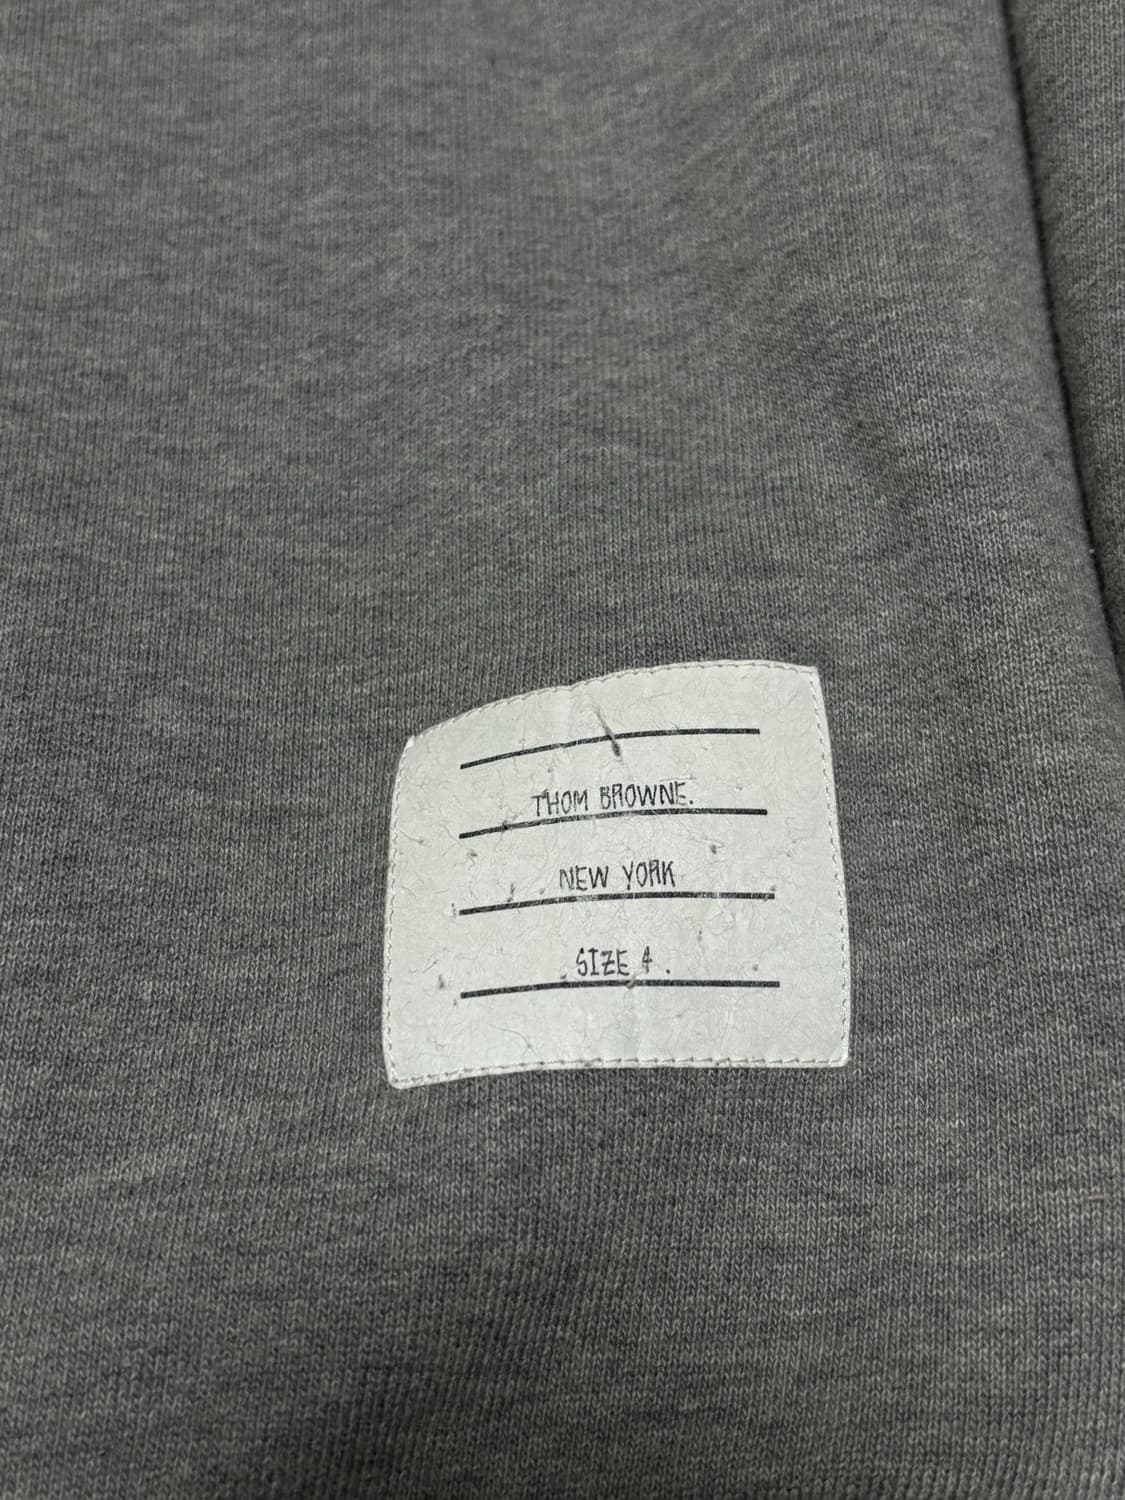 THOM BROWNE.
NEW YORK
SIZE 4.